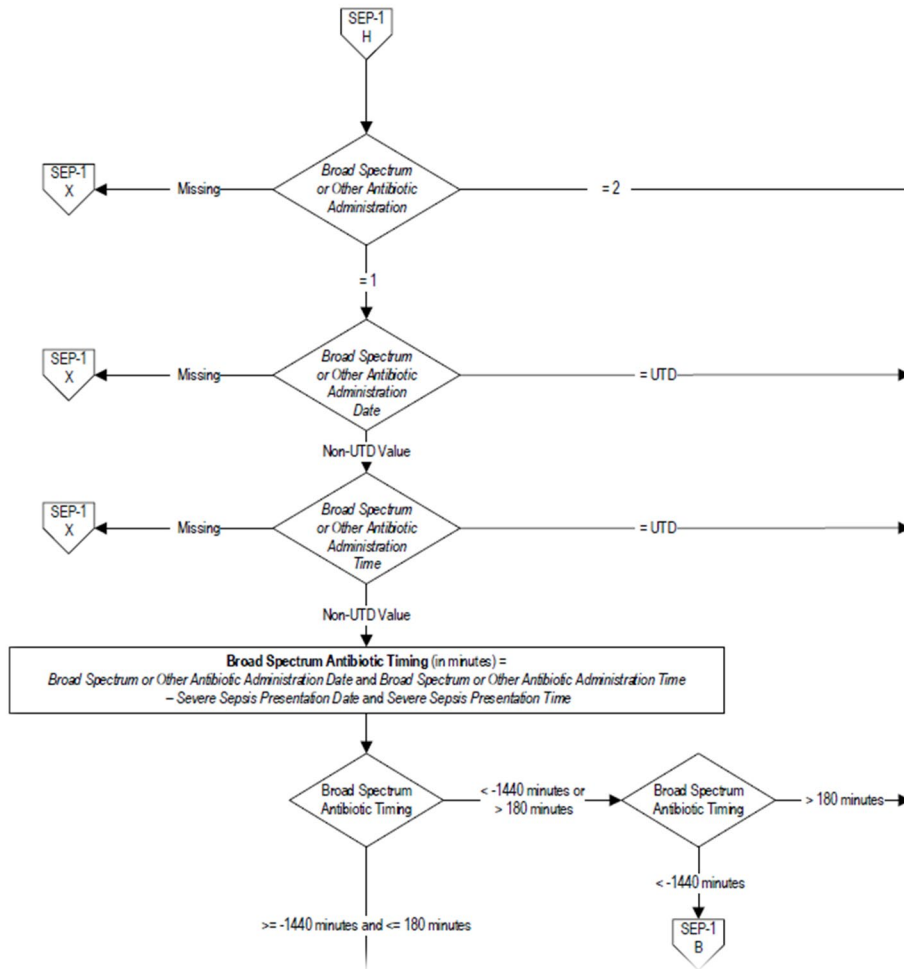 SEP-1
H
Broad Spectrum
or Other Antibiotic
Administration
SEP-1
X
Missing
= 2
= 1
Broad Spectrum
or Other Antibiotic
Administration
Date
SEP-1
X
Missing
= UTD
Non-UTD Value
Broad Spectrum
or Other Antibiotic
Administration
Time
SEP-1
X
Missing
= UTD
Non-UTD Value
Broad Spectrum Antibiotic Timing (in minutes) =
Broad Spectrum or Other Antibiotic Administration Date and Broad Spectrum or Other Antibiotic Administration Time
– Severe Sepsis Presentation Date and Severe Sepsis Presentation Time
Broad Spectrum
Antibiotic Timing
< -1440 minutes or
> 180 minutes
Broad Spectrum
Antibiotic Timing
> 180 minutes
< -1440 minutes
>= -1440 minutes and <= 180 minutes
SEP-1
B